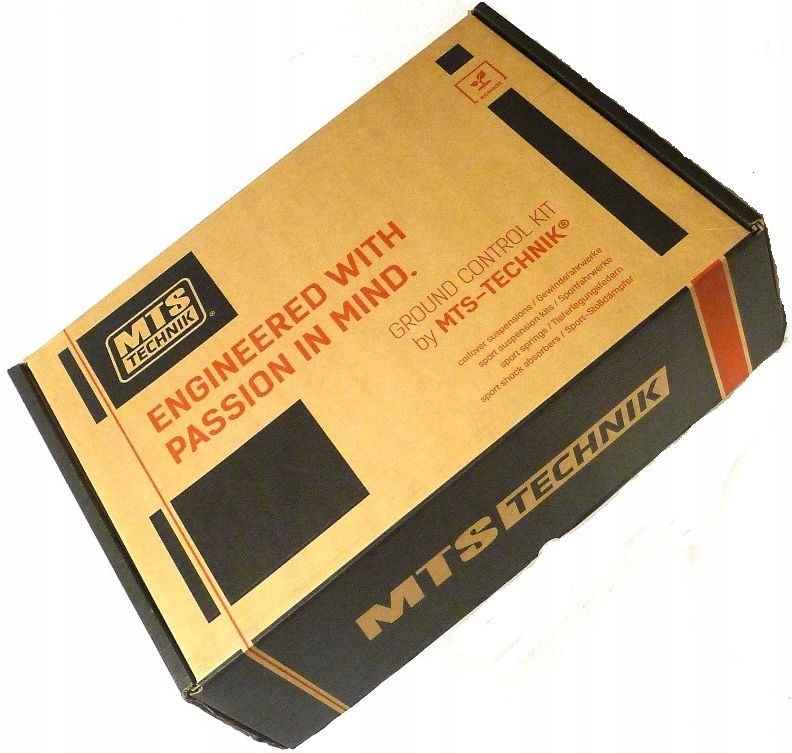 MTS
TECHNIK®
ENGINEERED WITH
PASSION IN MIND.
GROUND CONTROL KIT
by MTS-TECHNIK®
coilover suspensions / Gewindefahrwerke
sport suspension kits / Sportfahrwerke
sport springs / Tieferlegungsfedern
sport shock absorbers / Sport-Stoßdämpfer
MTS TECHNIK